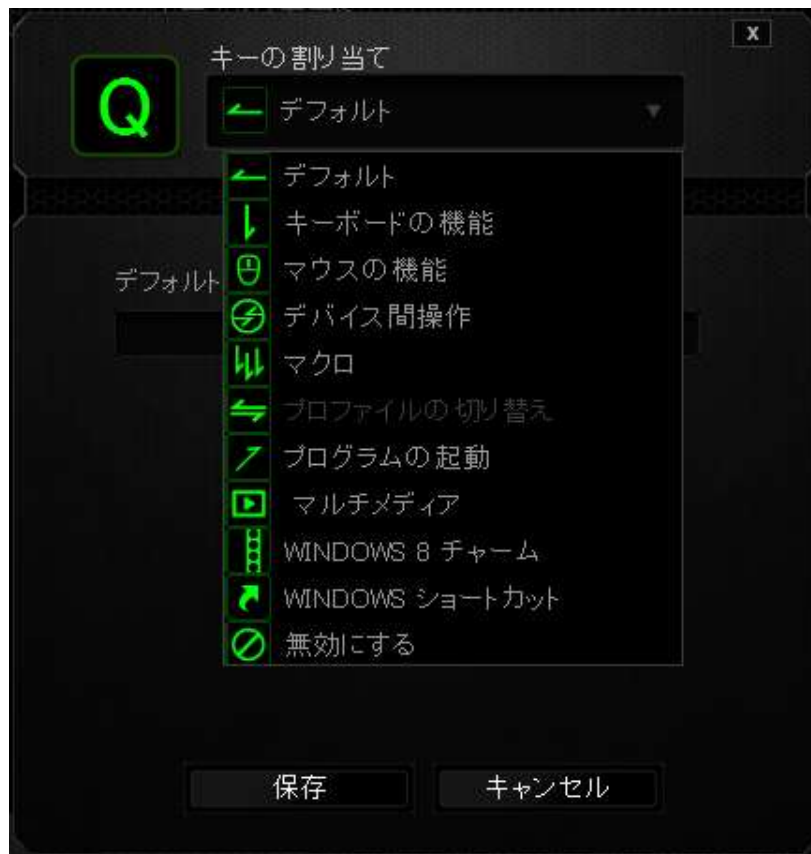 X
キーの割り当て
Q
デフォルト
デフォルト
キーボードの機能
マウスの機能
デフォルト
デバイス間操作
マクロ
プロファイルの切り替え
プログラムの起動
マルチメディア
WINDOWS 8 チャーム
WINDOWS ショートカット
無効にする
保存
キャンセル